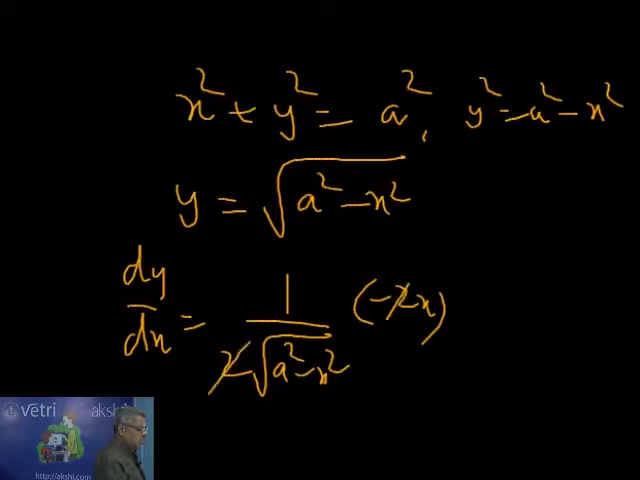 x² + y² = a², y² = a² – x²
y = √(a² – x²)
dy/dx = 1/(2√(a² – x²)) (–2x)
vetri akshi
http://akshi.com